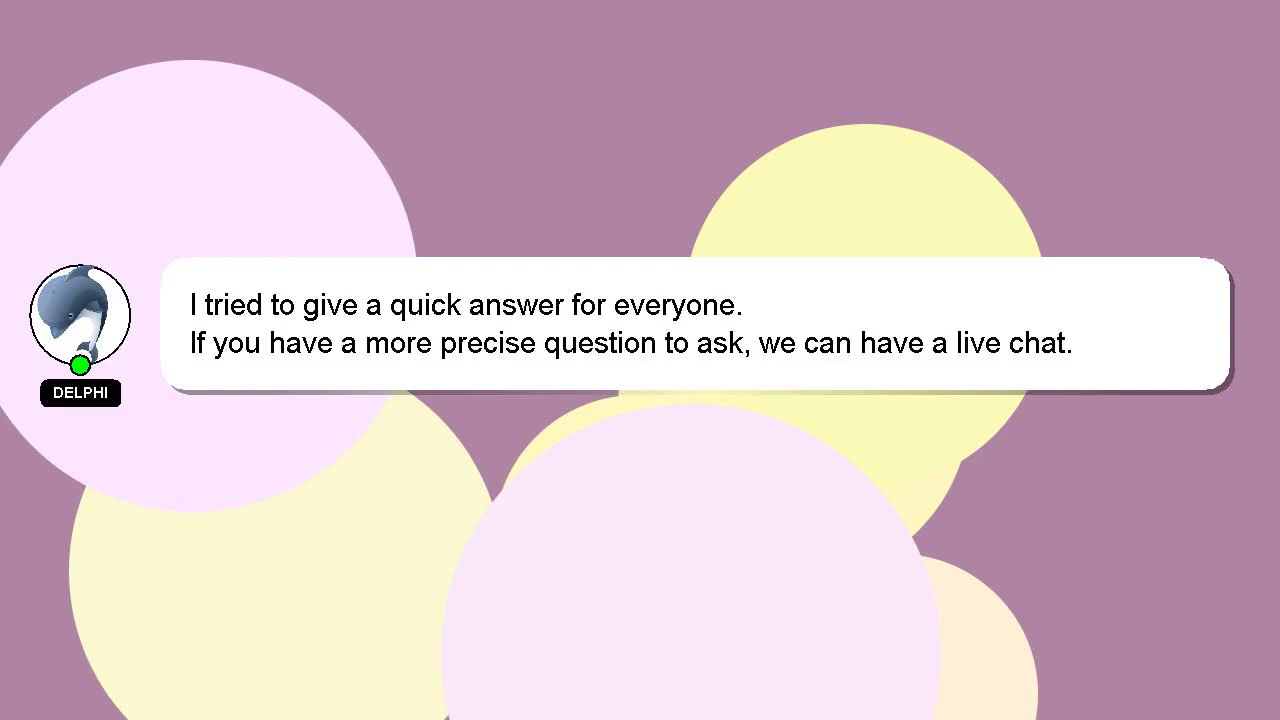 I tried to give a quick answer for everyone.
If you have a more precise question to ask, we can have a live chat.
DELPHI